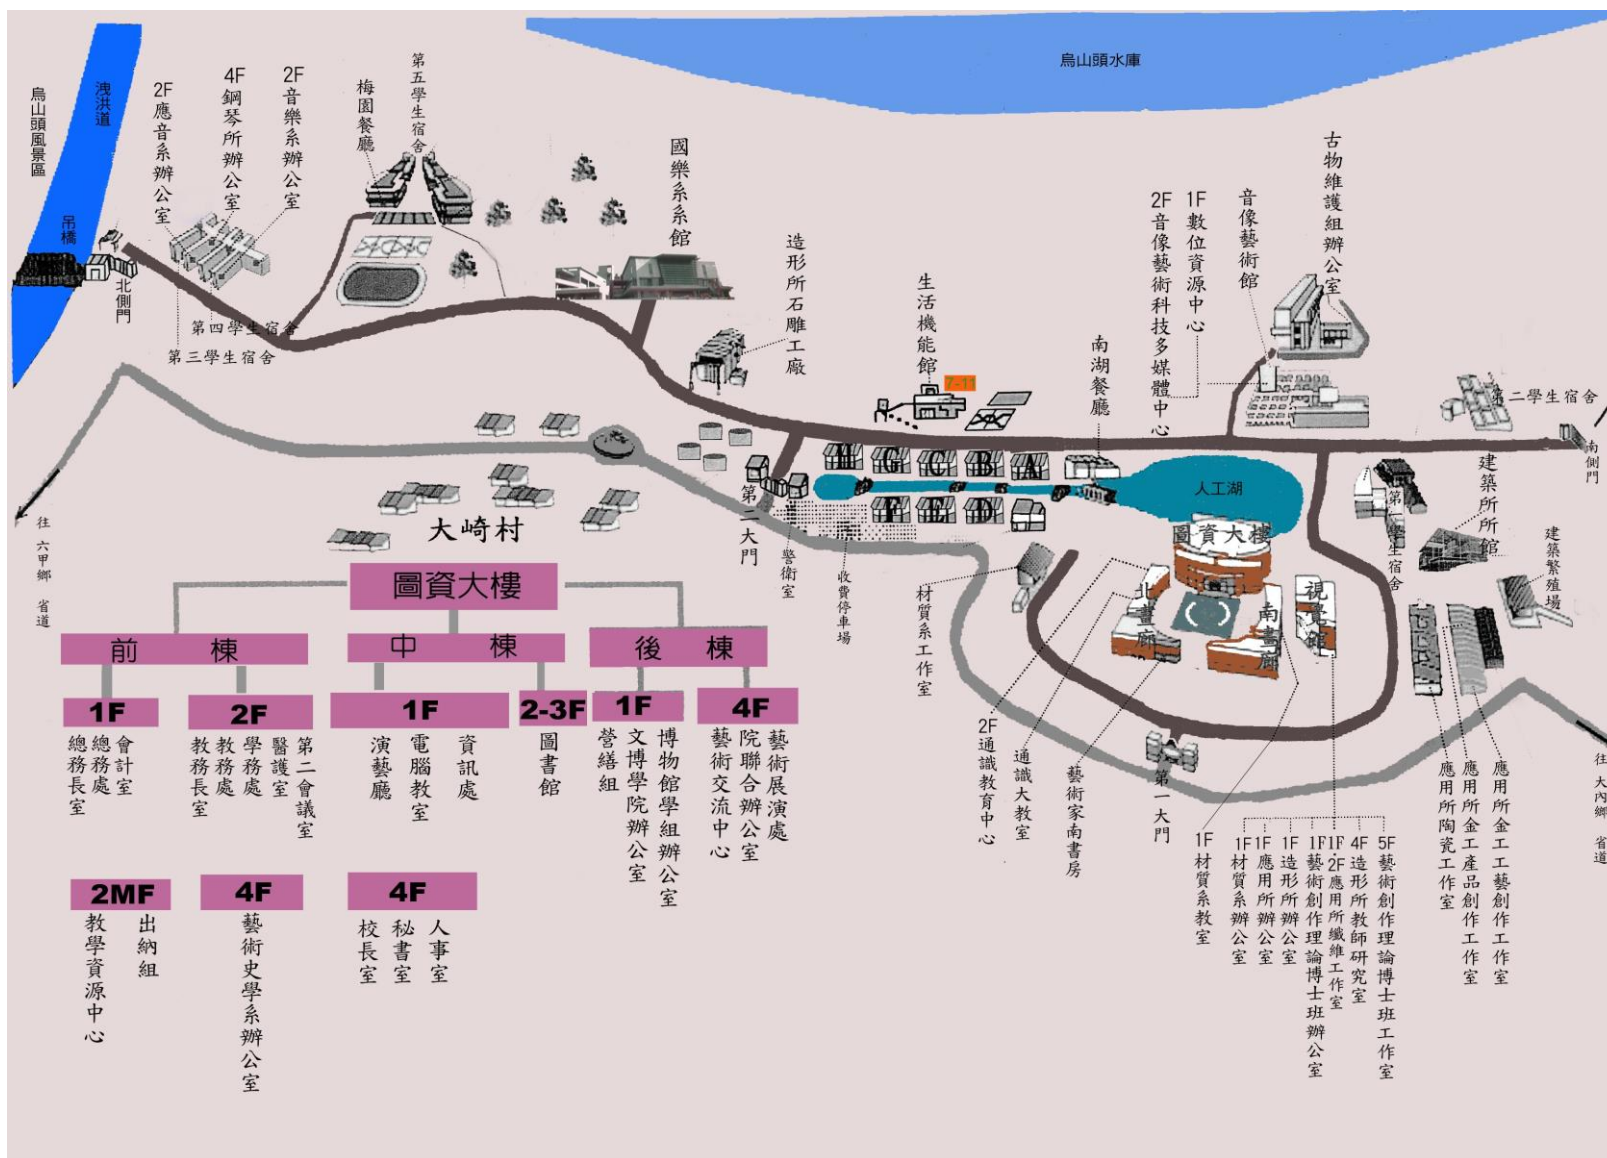 烏山頭水庫
烏山頭風景區
洩洪道
吊橋
北側門
2F應音系辦公室
4F鋼琴所辦公室
2F音樂系辦公室
第三學生宿舍
第四學生宿舍
梅園餐廳
第五學生宿舍
國樂系系館
造形所石雕工廠
生活機能館
7-11
南湖餐廳
2F音像藝術科技多媒體中心
1F數位資源中心
音像藝術館
古物維護組辦公室
第二學生宿舍
南側門
H
G
C
B
A
F
E
D
人工湖
第二大門
警衛室
收費停車場
大崎村
往 六甲鄉 省道
材質系工作室
圖資大樓
北畫廊
南畫廊
視覺館
第一學生宿舍
建築所所館
建築繁殖場
往 大內鄉 省道
2F通識教育中心
通識大教室
藝術家南書房
第一大門
1F材質系教室
1F材質系辦公室
1F應用所辦公室
1F造形所辦公室
1F藝術創作理論博士班辦公室
1F-2F應用所纖維工作室
4F造形所教師研究室
5F藝術創作理論博士班工作室
應用所陶瓷工作室
應用所金工產品創作工作室
應用所金工工藝創作工作室
圖資大樓
前 棟
中 棟
後 棟
1F
總務長室
總務處
會計室
2F
教務長室
教務處
學務處
醫護室
第二會議室
1F
演藝廳
電腦教室
資訊處
2-3F
圖書館
1F
營繕組
文博學院辦公室
博物館學組辦公室
4F
藝術交流中心
院聯合辦公室
藝術展演處
2MF
教學資源中心
出納組
4F
藝術史學系辦公室
4F
校長室
秘書室
人事室